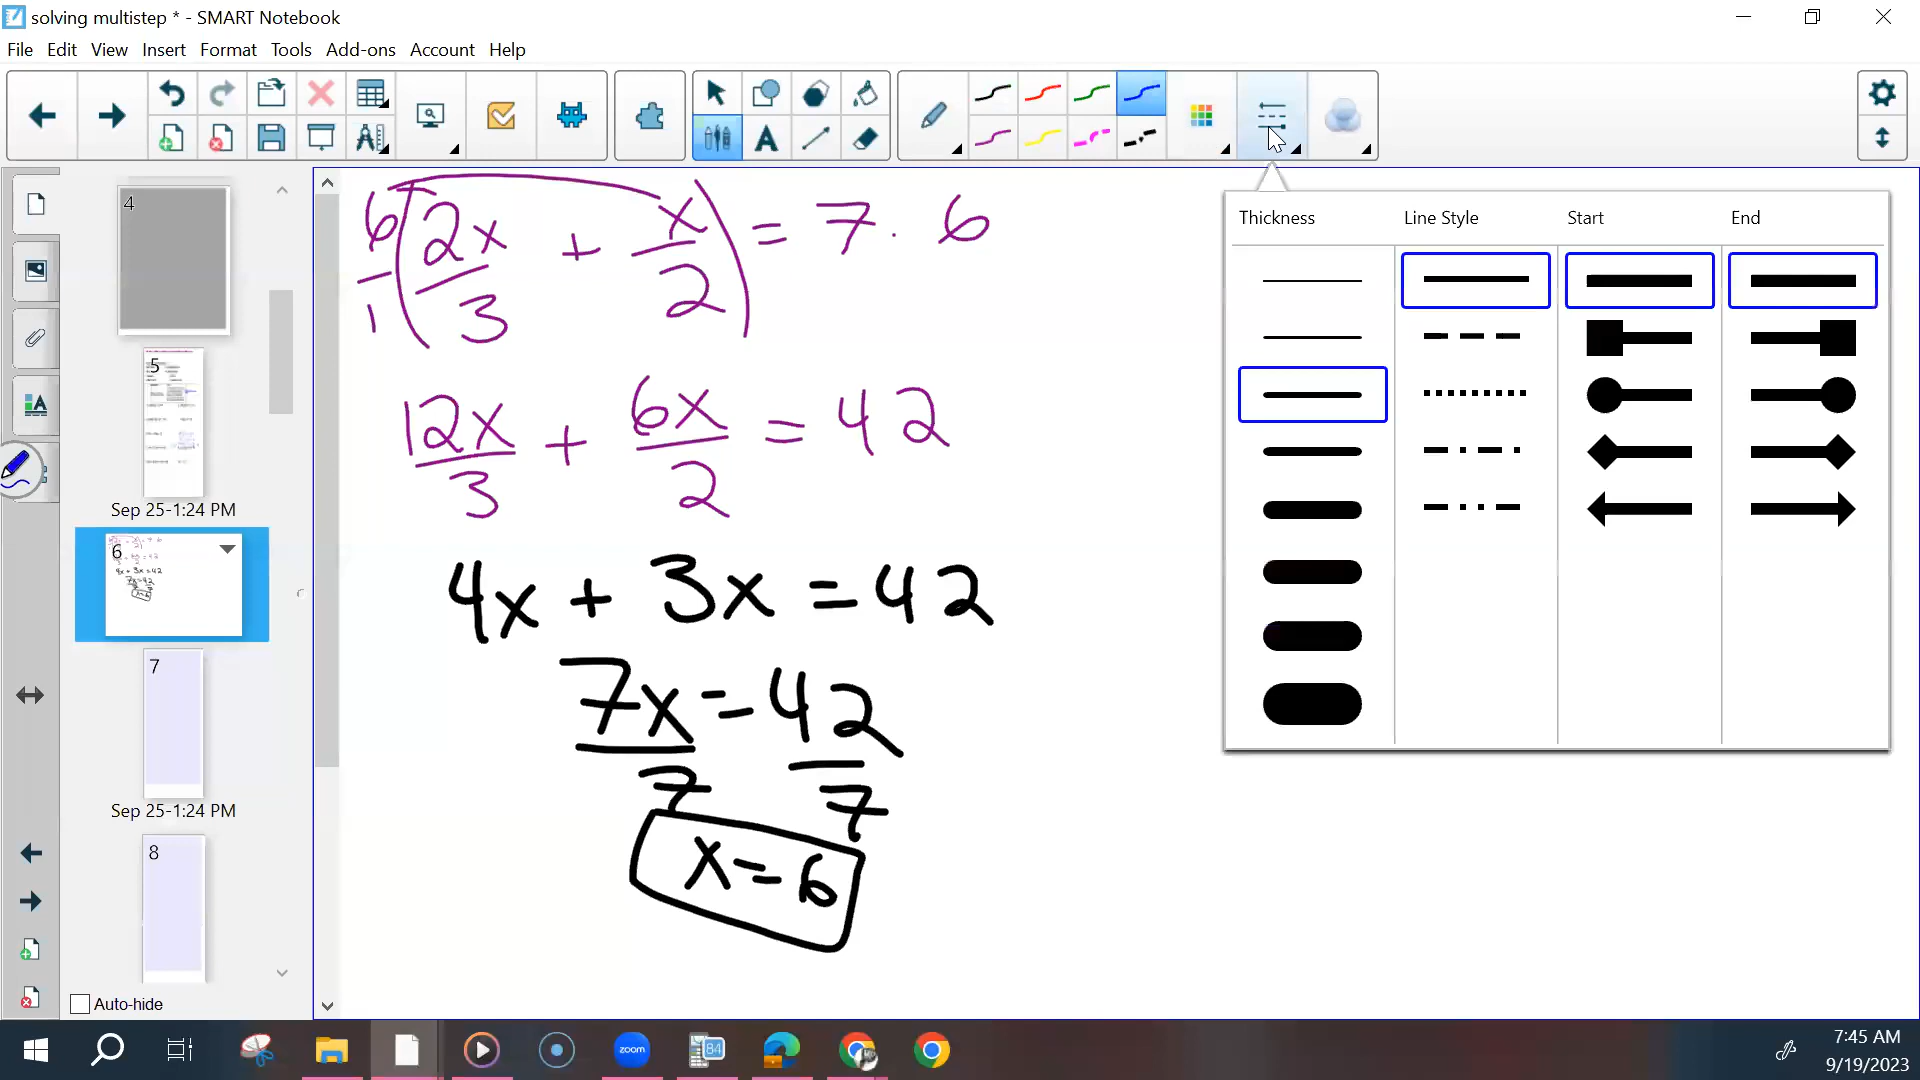 solving multistep * - SMART Notebook
File Edit View Insert Format Tools Add-ons Account Help
4
5
Sep 25-1:24 PM
6
7
Sep 25-1:24 PM
8
Auto-hide
6/1 (2x/3 + x/2) = 7 · 6
12x/3 + 6x/2 = 42
4x + 3x = 42
7x = 42
7 7
x = 6
Thickness Line Style Start End
zoom
84
7:45 AM
9/19/2023